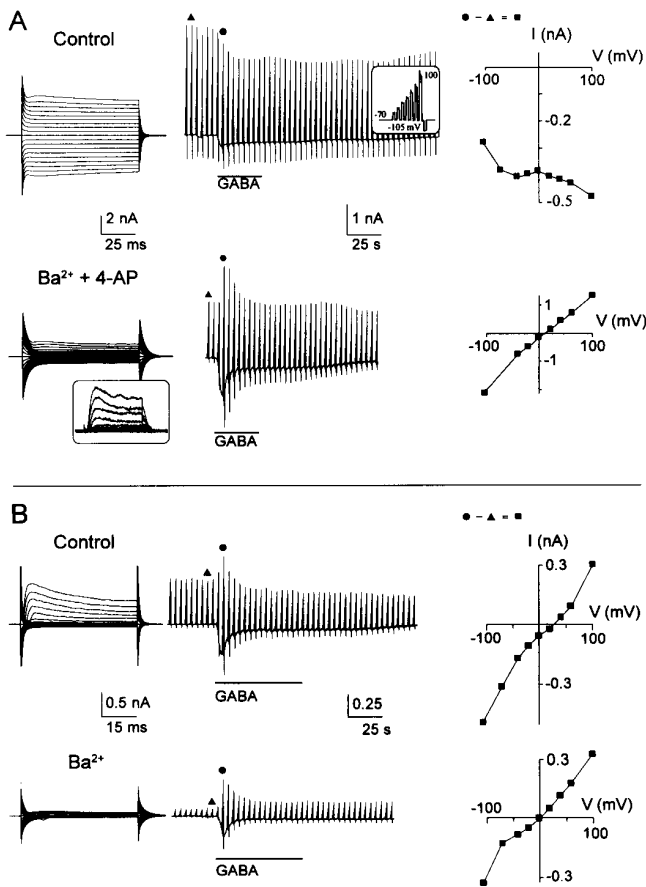 A
Control
2 nA
25 ms
GABA
-70
100
-105 mV
1 nA
25 s
● – ▲ = ■
I (nA)
V (mV)
-100
100
-0.2
-0.5
Ba²⁺ + 4-AP
GABA
1
V (mV)
-100
100
-1
B
Control
0.5 nA
15 ms
GABA
0.25
25 s
● – ▲ = ■
I (nA)
0.3
V (mV)
-100
100
-0.3
Ba²⁺
GABA
0.3
-100
V (mV)
100
-0.3